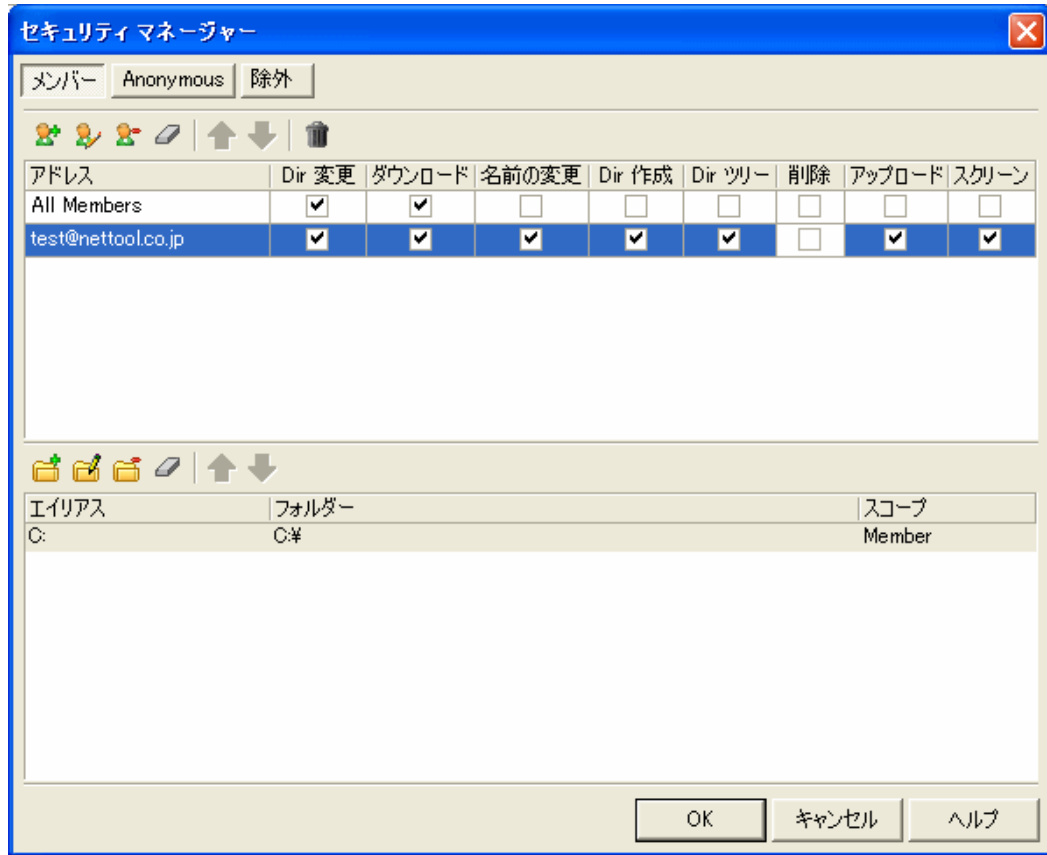 セキュリティ マネージャー
メンバー Anonymous 除外
アドレス Dir 変更 ダウンロード 名前の変更 Dir 作成 Dir ツリー 削除 アップロード スクリーン
All Members
test@nettool.co.jp
エイリアス フォルダー スコープ
C: C:¥ Member
OK キャンセル ヘルプ